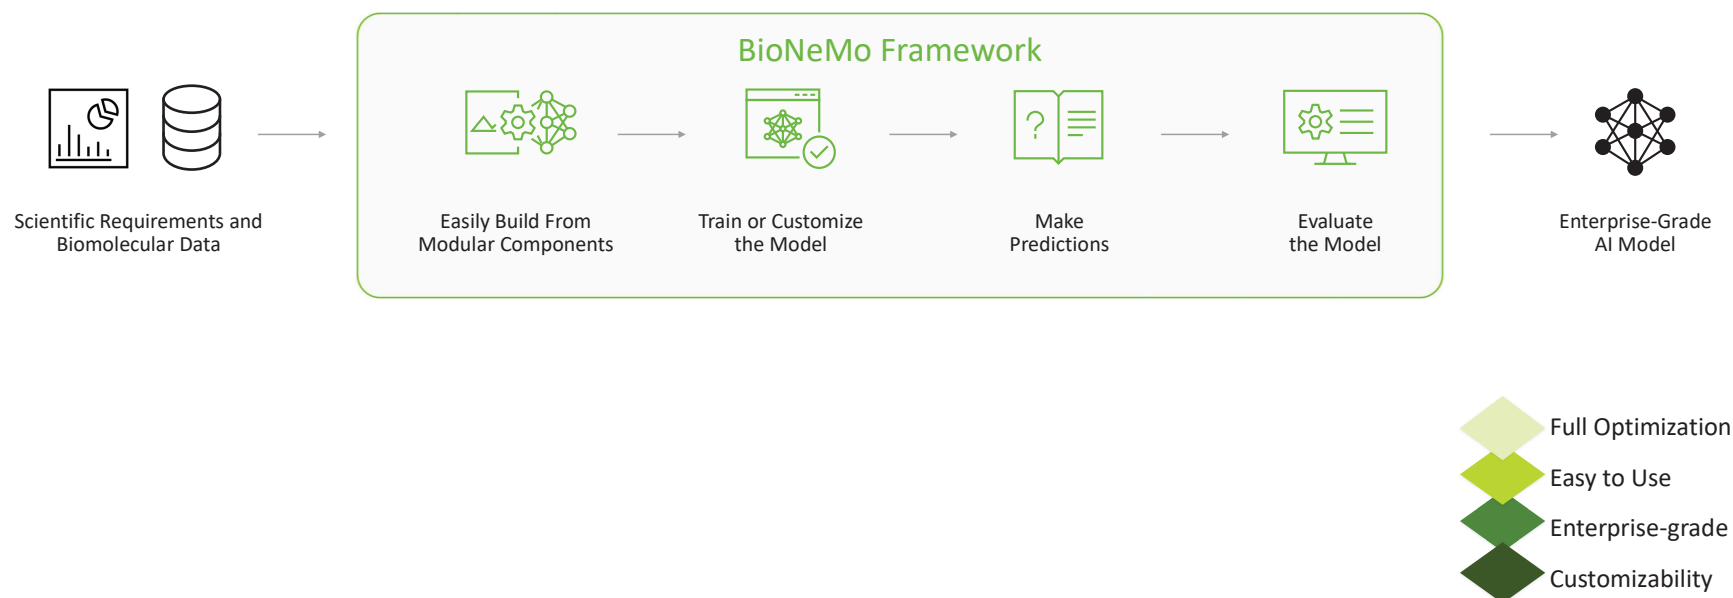 BioNeMo Framework
Scientific Requirements and
Biomolecular Data
Easily Build From
Modular Components
Train or Customize
the Model
Make
Predictions
?
Evaluate
the Model
Enterprise-Grade
AI Model
Full Optimization
Easy to Use
Enterprise-grade
Customizability